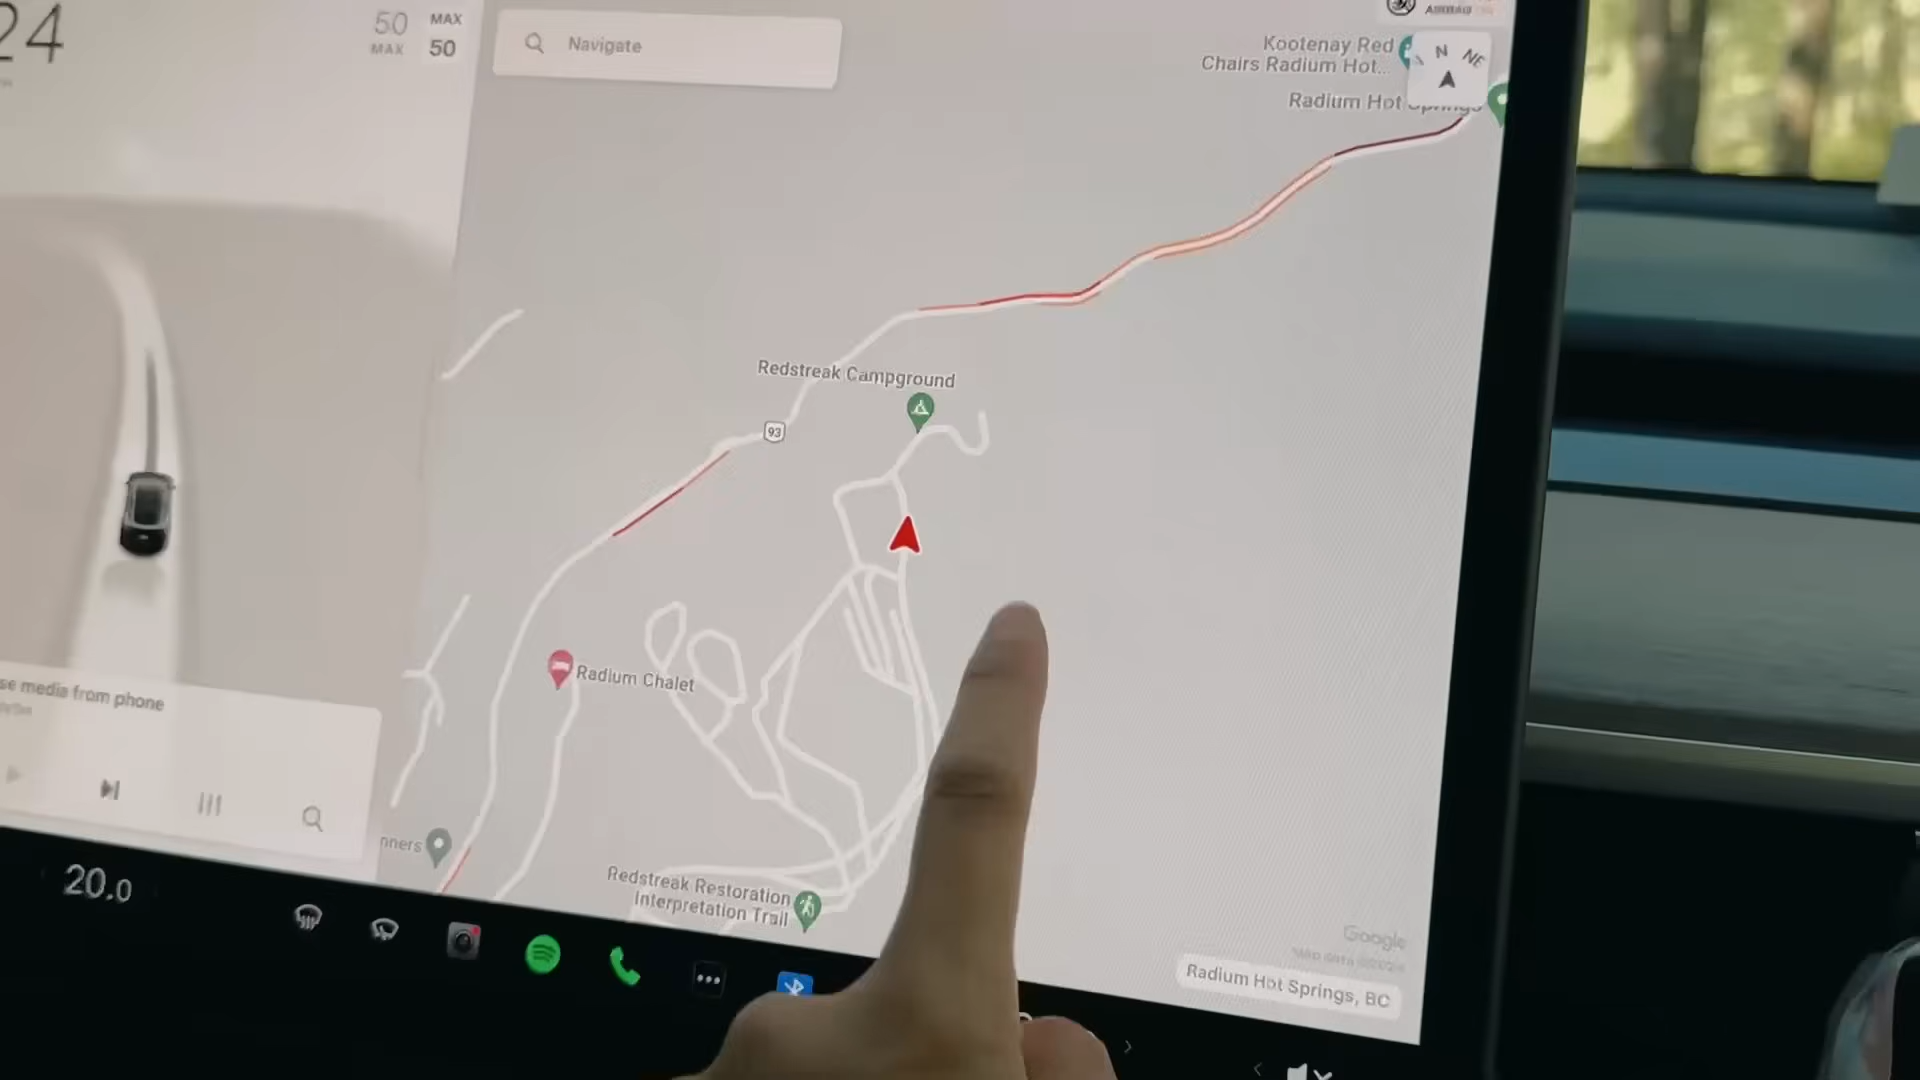 24
50
MAX
MAX
50
Navigate
N
NE
Kootenay Red
Chairs Radium Hot...
Radium Hot Springs
Redstreak Campground
93
Radium Chalet
se media from phone
nners
Redstreak Restoration
Interpretation Trail
Google
Radium Hot Springs, BC
20.0